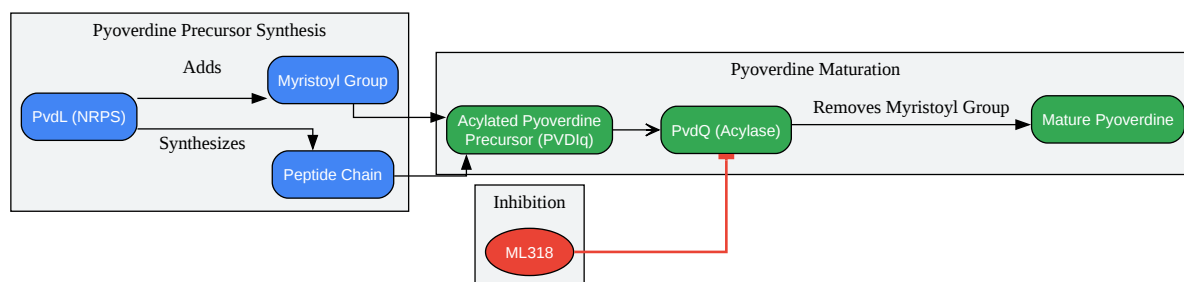 Pyoverdine Precursor Synthesis
Adds
Myristoyl Group
PvdL (NRPS)
Synthesizes
Peptide Chain
Pyoverdine Maturation
Acylated Pyoverdine
Precursor (PVDIq)
PvdQ (Acylase)
Removes Myristoyl Group
Mature Pyoverdine
Inhibition
ML318